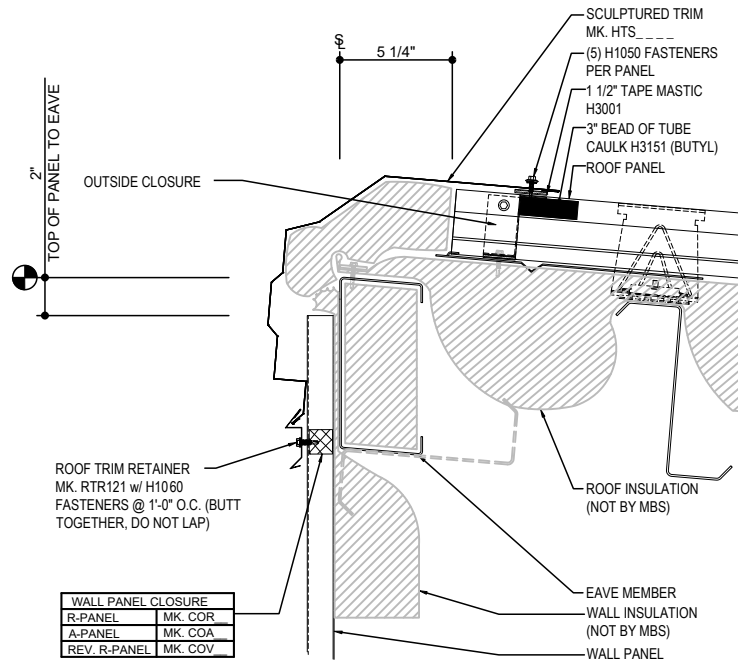 SCULPTURED TRIM
MK. HTS_ _ _ _
(5) H1050 FASTENERS
PER PANEL
1 1/2" TAPE MASTIC
H3001
3" BEAD OF TUBE
CAULK H3151 (BUTYL)
ROOF PANEL
5 1/4"
OUTSIDE CLOSURE
2"
TOP OF PANEL TO EAVE
ROOF TRIM RETAINER
MK. RTR121 w/ H1060
FASTENERS @ 1'-0" O.C. (BUTT
TOGETHER, DO NOT LAP)
ROOF INSULATION
(NOT BY MBS)
WALL PANEL CLOSURE
R-PANEL MK. COR__
A-PANEL MK. COA__
REV. R-PANEL MK. COV__
EAVE MEMBER
WALL INSULATION
(NOT BY MBS)
WALL PANEL